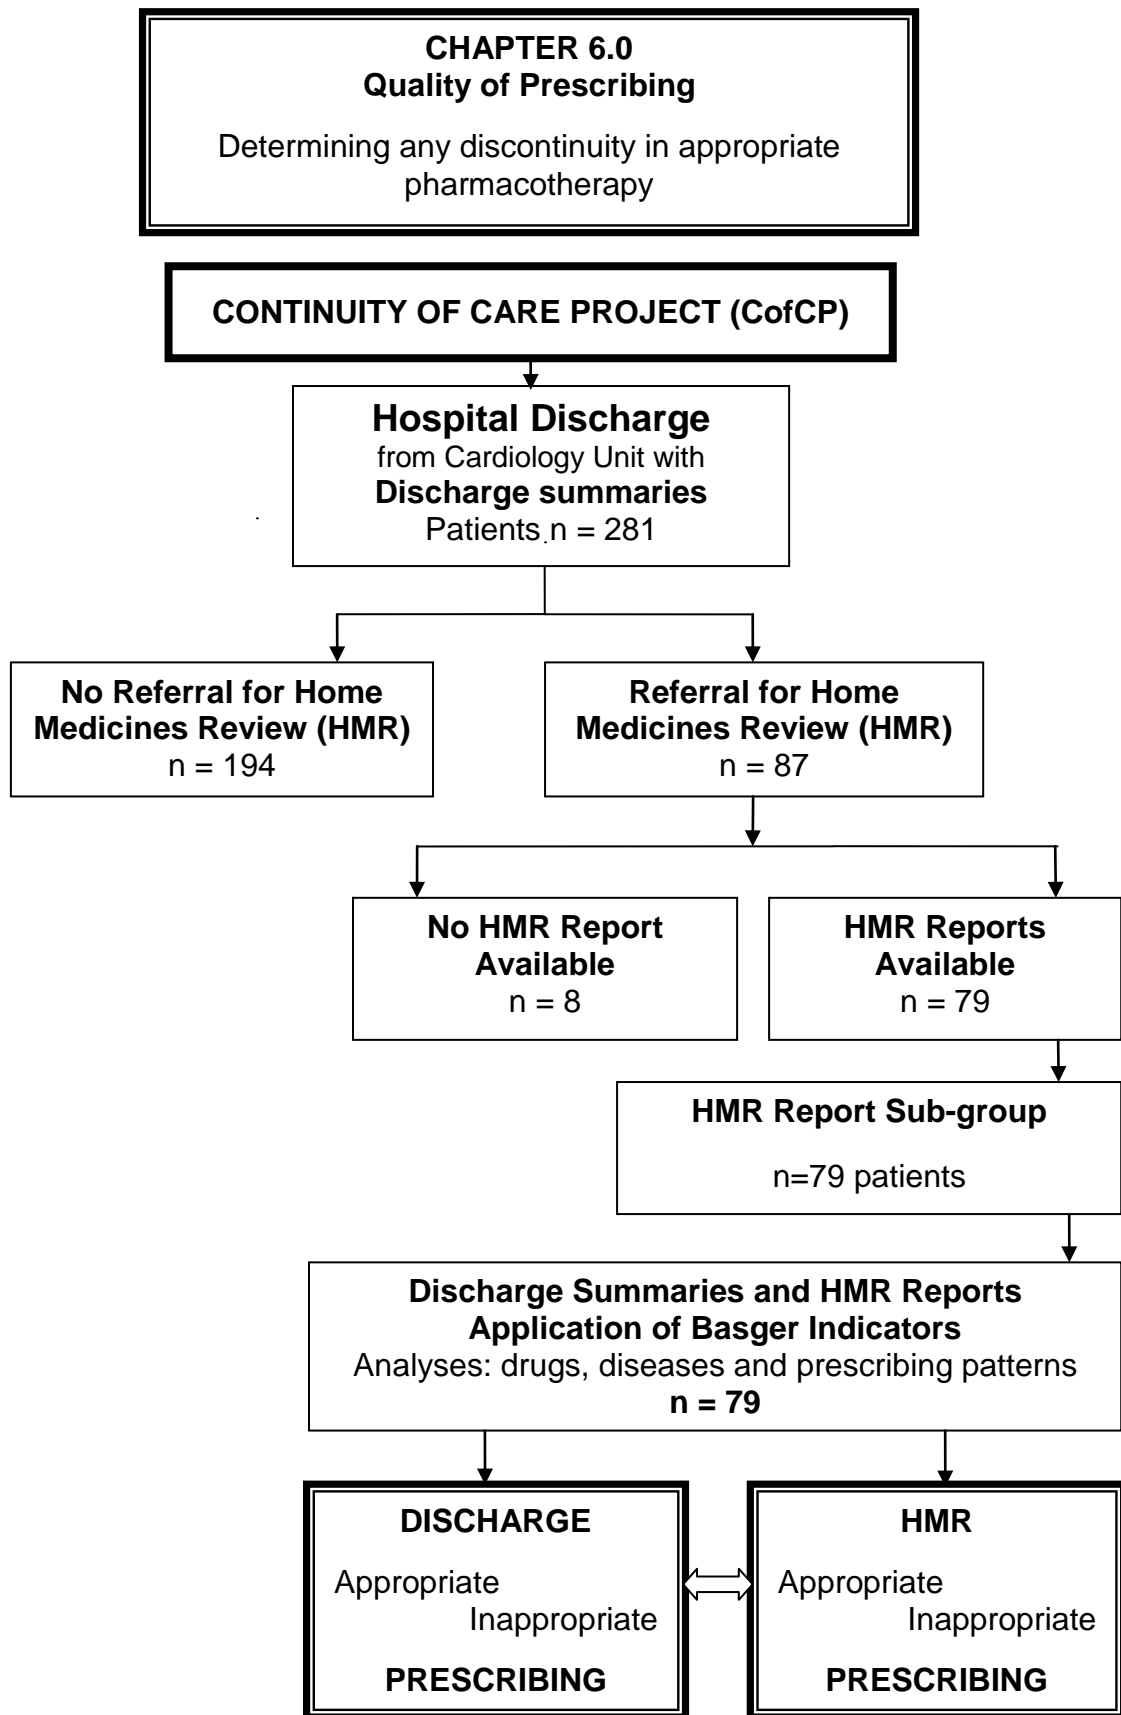 CHAPTER 6.0
Quality of Prescribing
Determining any discontinuity in appropriate
pharmacotherapy
CONTINUITY OF CARE PROJECT (CofCP)
Hospital Discharge
from Cardiology Unit with
Discharge summaries
Patients n = 281
No Referral for Home
Medicines Review (HMR)
n = 194
Referral for Home
Medicines Review (HMR)
n = 87
No HMR Report
Available
n = 8
HMR Reports
Available
n = 79
HMR Report Sub-group
n=79 patients
Discharge Summaries and HMR Reports
Application of Basger Indicators
Analyses: drugs, diseases and prescribing patterns
n = 79
DISCHARGE
Appropriate
Inappropriate
PRESCRIBING
HMR
Appropriate
Inappropriate
PRESCRIBING